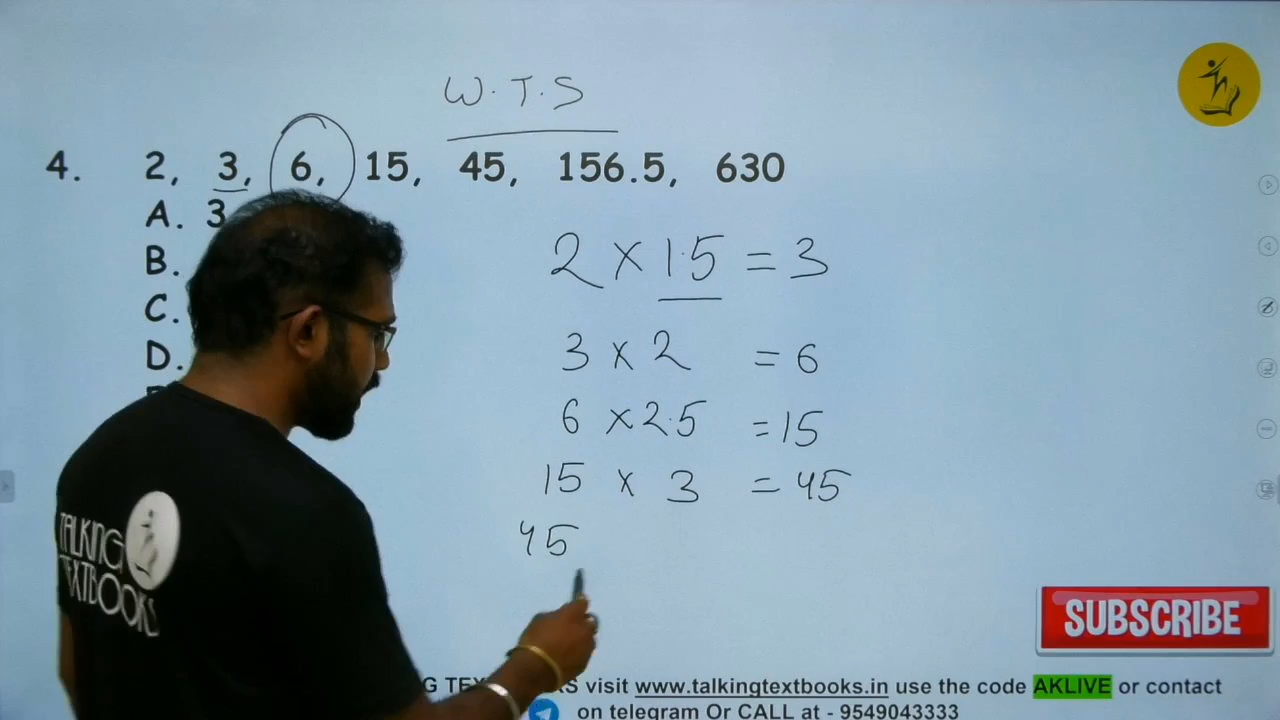 W.T.S
4. 2, 3, 6, 15, 45, 156.5, 630
A. 3
B.
C.
D.
2 × 1.5 = 3
3 × 2 = 6
6 × 2.5 = 15
15 × 3 = 45
45
TALKING
TEXTBOOKS
SUBSCRIBE
visit www.talkingtextbooks.in use the code AKLIVE or contact
on telegram Or CALL at - 9549043333